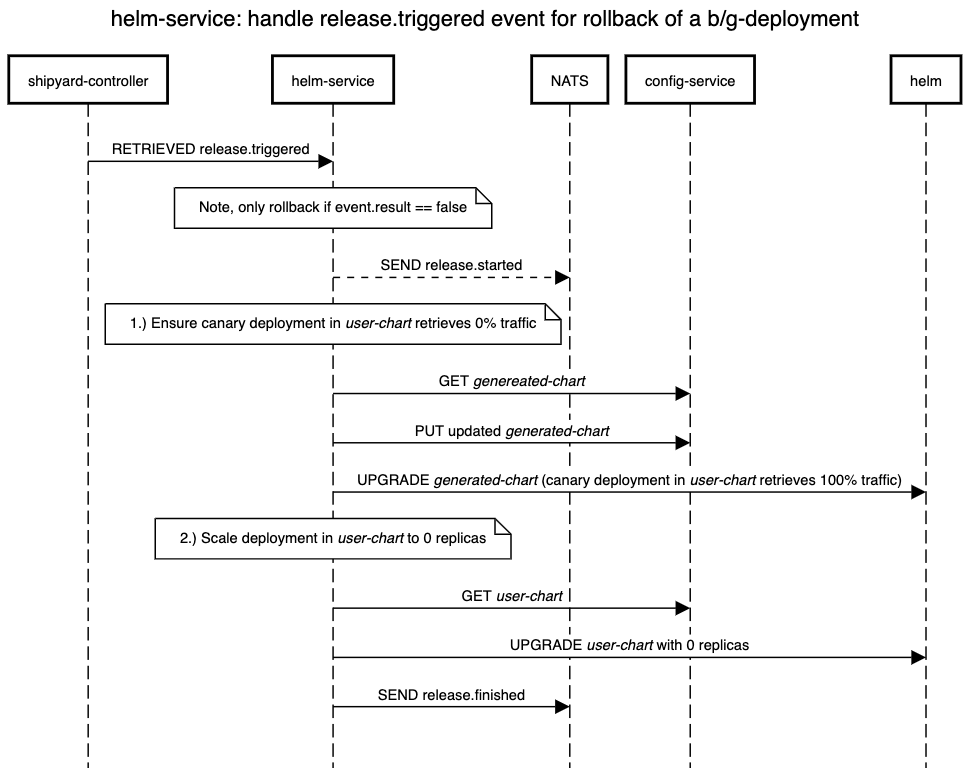 helm-service: handle release.triggered event for rollback of a b/g-deployment
shipyard-controller
helm-service
NATS
config-service
helm
RETRIEVED release.triggered
Note, only rollback if event.result == false
SEND release.started
1.) Ensure canary deployment in user-chart retrieves 0% traffic
GET genereated-chart
PUT updated generated-chart
UPGRADE generated-chart (canary deployment in user-chart retrieves 100% traffic)
2.) Scale deployment in user-chart to 0 replicas
GET user-chart
UPGRADE user-chart with 0 replicas
SEND release.finished